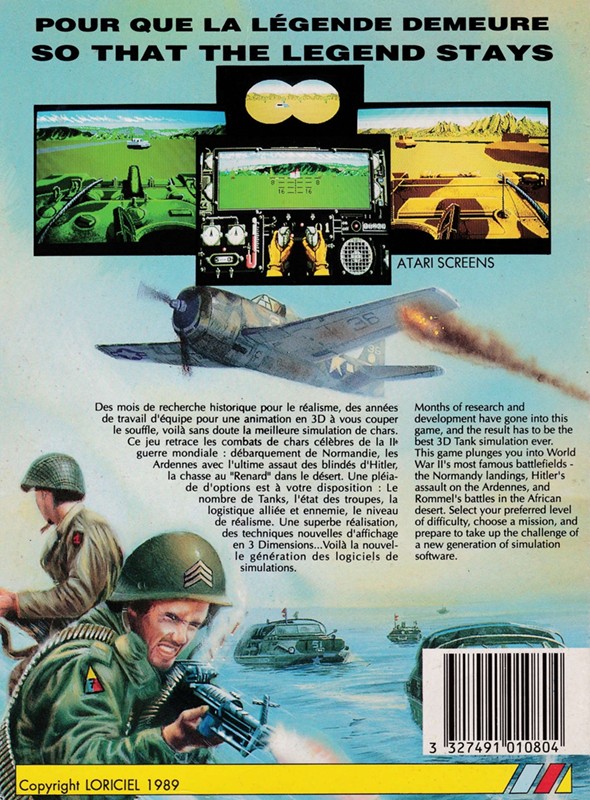 POUR QUE LA LÉGENDE DEMEURE
SO THAT THE LEGEND STAYS
ATARI SCREENS
36
Des mois de recherche historique pour le réalisme, des années
de travail d'équipe pour une animation en 3D à vous couper
le souffle, voilà sans doute la meilleure simulation de chars.
Ce jeu retrace les combats de chars célèbres de la IIe
guerre mondiale : débarquement de Normandie, les
Ardennes avec l'ultime assaut des blindés d'Hitler,
la chasse au "Renard" dans le désert. Une pléia-
de d'options est à votre disposition : Le
nombre de Tanks, l'état des troupes, la
logistique alliée et ennemie, le niveau
de réalisme. Une superbe réalisation,
des techniques nouvelles d'affichage
en 3 Dimensions...Voilà la nouvel-
le génération des logiciels de
simulations.
Months of research and
development have gone into this
game, and the result has to be the
best 3D Tank simulation ever.
This game plunges you into World
War II's most famous battlefields -
the Normandy landings, Hitler's
assault on the Ardennes, and
Rommel's battles in the African
desert. Select your preferred level
of difficulty, choose a mission, and
prepare to take up the challenge of
a new generation of simulation
software.
3 327491 010804
Copyright LORICIEL 1989